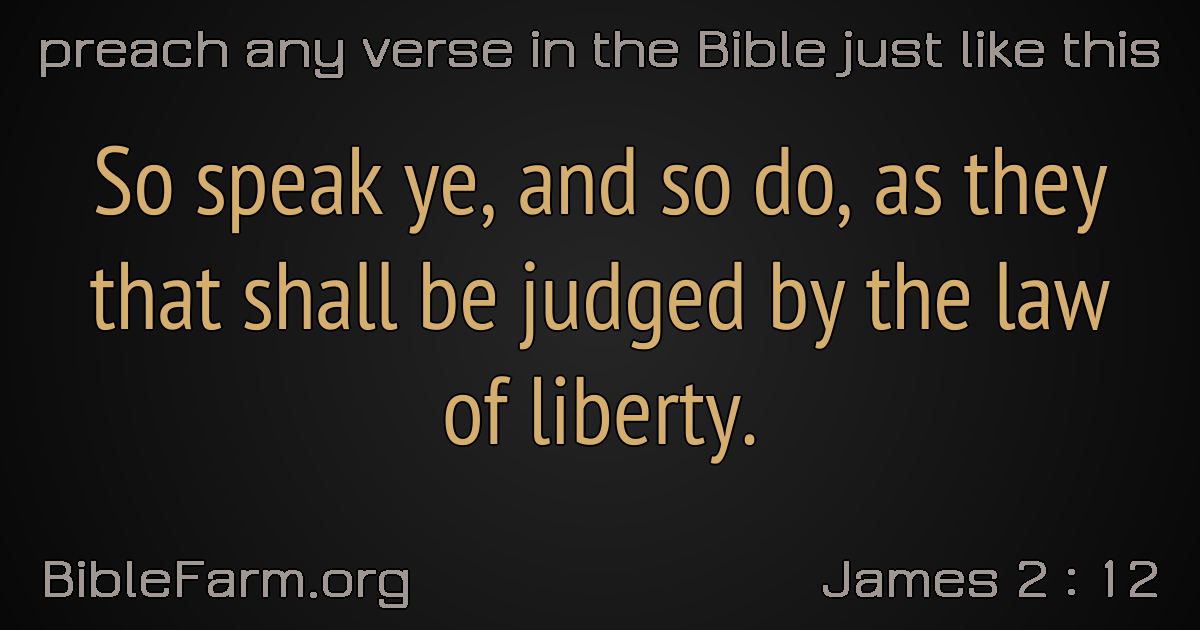 preach any verse in the Bible just like this
So speak ye, and so do, as they
that shall be judged by the law
of liberty.
BibleFarm.org
James 2 : 12